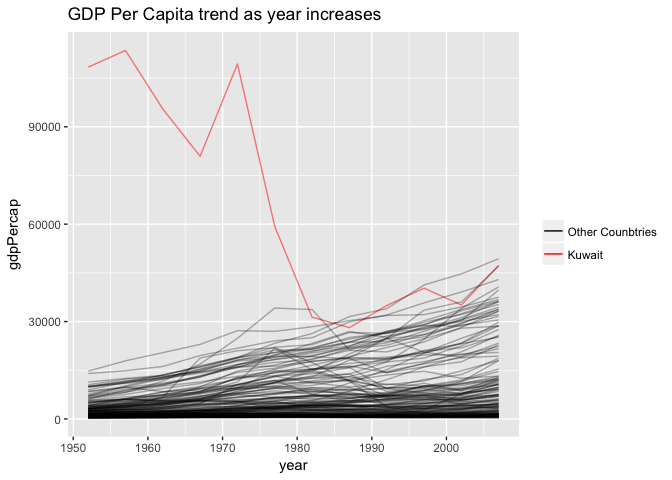 GDP Per Capita trend as year increases
gdpPercap
90000
60000
30000
0
1950
1960
1970
1980
1990
2000
year
Other Counbtries
Kuwait